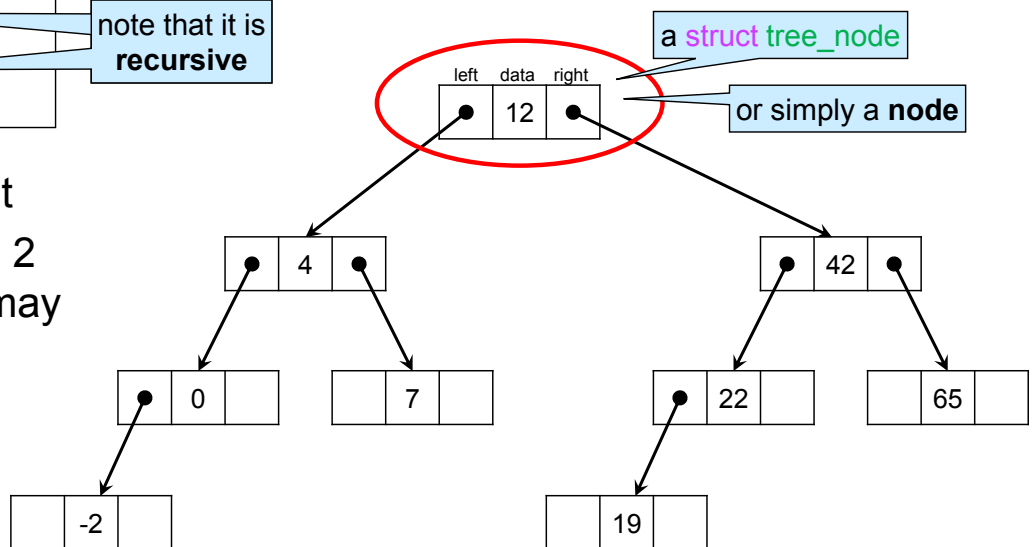 note that it is
recursive
a struct tree_node
left data right
12
or simply a node
t
2
may
4
42
0
7
22
65
-2
19